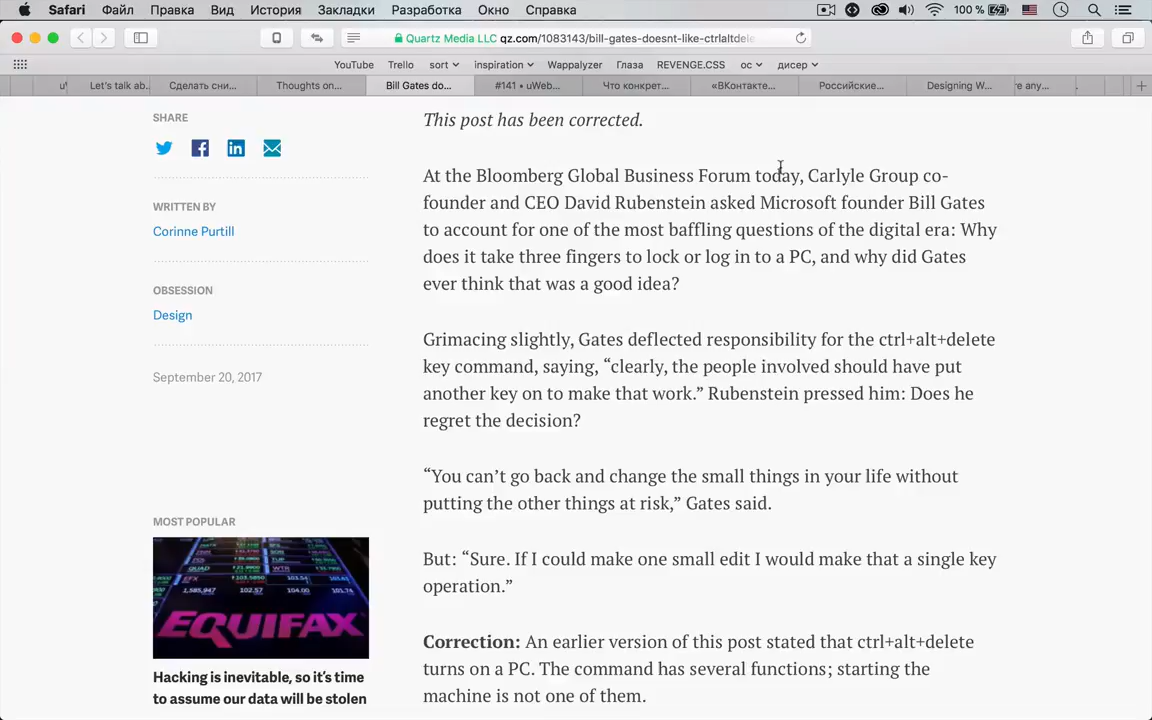 Safari Файл Правка Вид История Закладки Разработка Окно Справка 100 %
Quartz Media LLC qz.com/1083143/bill-gates-doesnt-like-ctrlaltdele
YouTube Trello sort inspiration Wappalyzer Глаза REVENGE.CSS ос дисер
Let's talk ab... Сделать сни... Thoughts on... Bill Gates do... #141 • uWeb... Что конкрет... «ВКонтакте... Российские... Designing W... re any...
SHARE
WRITTEN BY
Corinne Purtill
OBSESSION
Design
September 20, 2017
MOST POPULAR
EQUIFAX
Hacking is inevitable, so it's time
to assume our data will be stolen
This post has been corrected.
At the Bloomberg Global Business Forum today, Carlyle Group co-
founder and CEO David Rubenstein asked Microsoft founder Bill Gates
to account for one of the most baffling questions of the digital era: Why
does it take three fingers to lock or log in to a PC, and why did Gates
ever think that was a good idea?
Grimacing slightly, Gates deflected responsibility for the ctrl+alt+delete
key command, saying, “clearly, the people involved should have put
another key on to make that work.” Rubenstein pressed him: Does he
regret the decision?
“You can’t go back and change the small things in your life without
putting the other things at risk,” Gates said.
But: “Sure. If I could make one small edit I would make that a single key
operation.”
Correction: An earlier version of this post stated that ctrl+alt+delete
turns on a PC. The command has several functions; starting the
machine is not one of them.